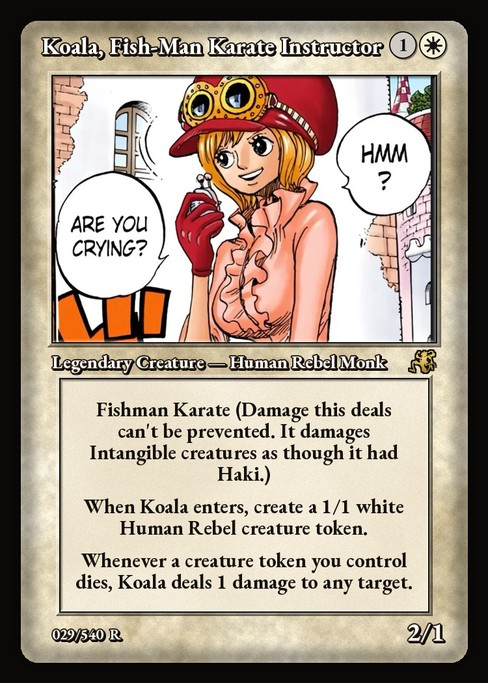 Koala, Fish-Man Karate Instructor 1
HMM
?
ARE YOU
CRYING?
Legendary Creature — Human Rebel Monk
Fishman Karate (Damage this deals
can't be prevented. It damages
Intangible creatures as though it had
Haki.)
When Koala enters, create a 1/1 white
Human Rebel creature token.
Whenever a creature token you control
dies, Koala deals 1 damage to any target.
029/540 R
2/1